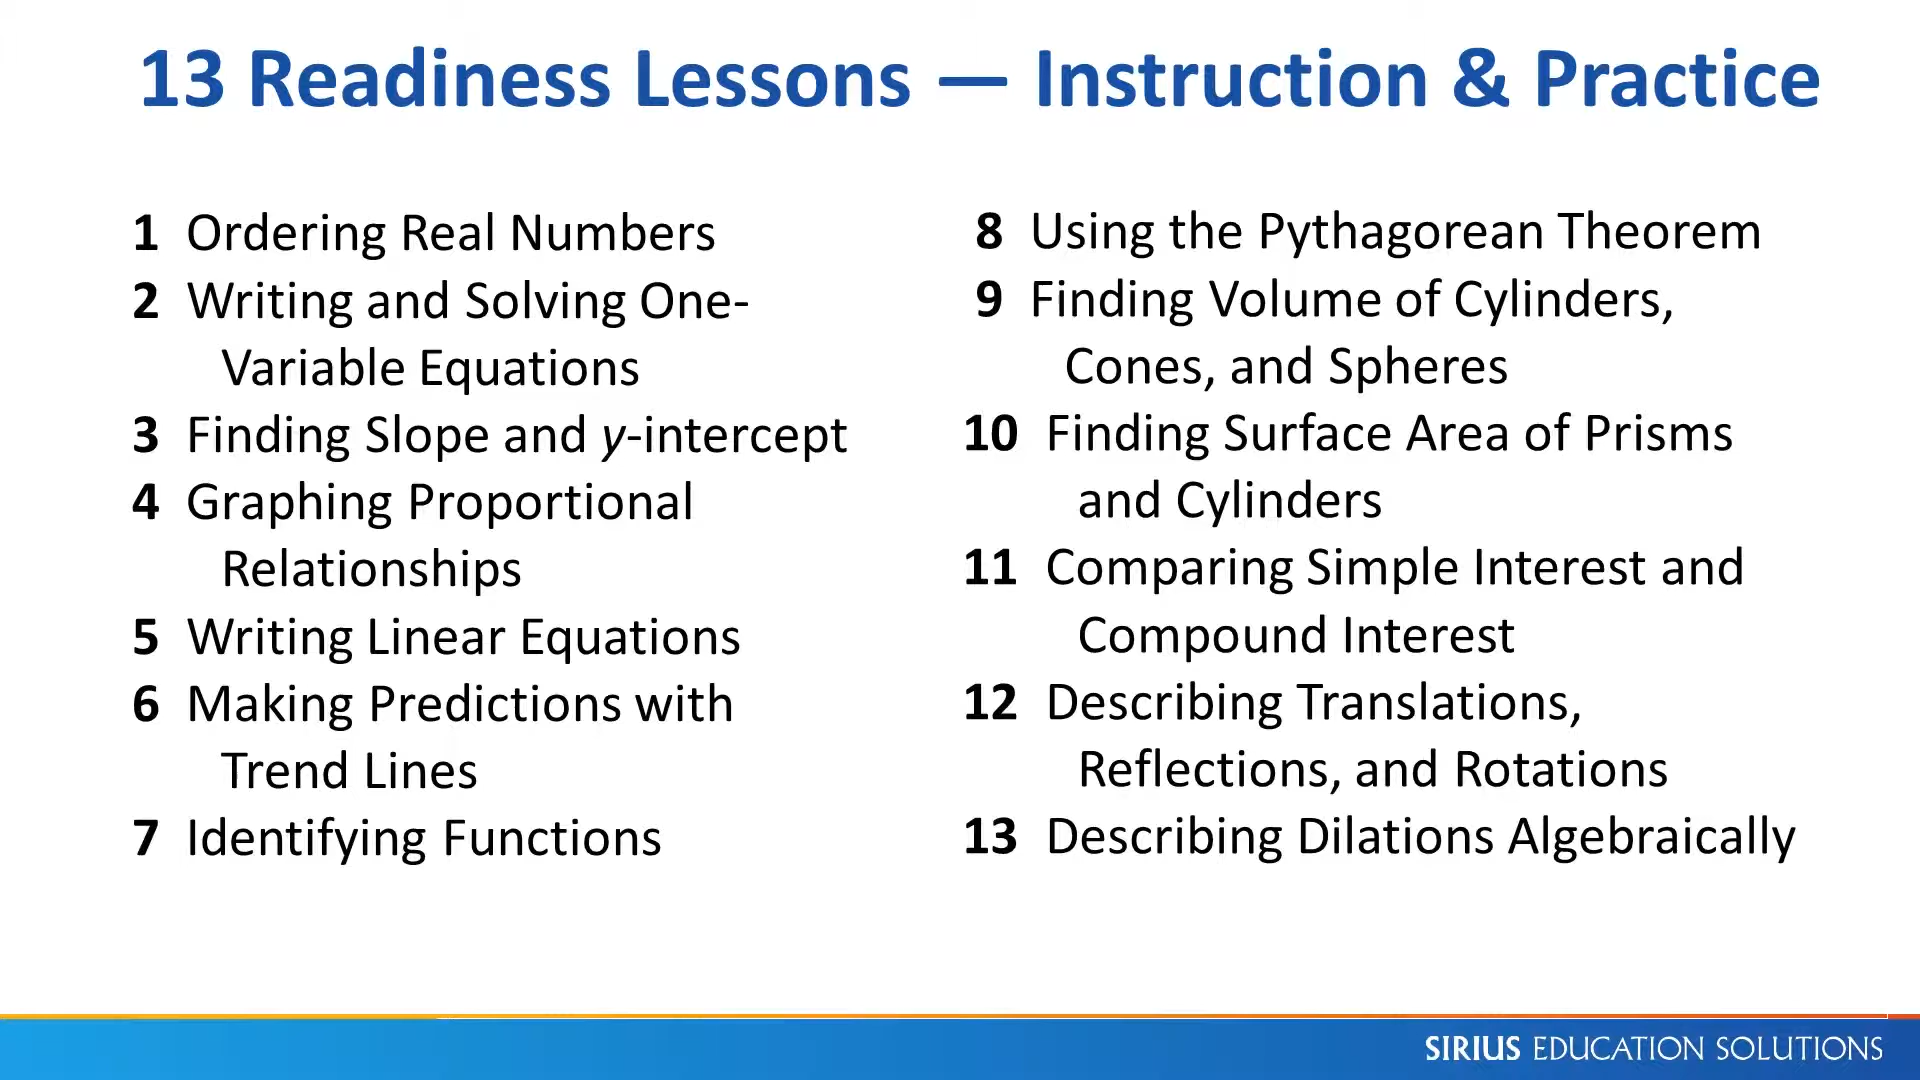 13 Readiness Lessons — Instruction & Practice
1 Ordering Real Numbers
2 Writing and Solving One-
Variable Equations
3 Finding Slope and y-intercept
4 Graphing Proportional
Relationships
5 Writing Linear Equations
6 Making Predictions with
Trend Lines
7 Identifying Functions
8 Using the Pythagorean Theorem
9 Finding Volume of Cylinders,
Cones, and Spheres
10 Finding Surface Area of Prisms
and Cylinders
11 Comparing Simple Interest and
Compound Interest
12 Describing Translations,
Reflections, and Rotations
13 Describing Dilations Algebraically
SIRIUS EDUCATION SOLUTIONS